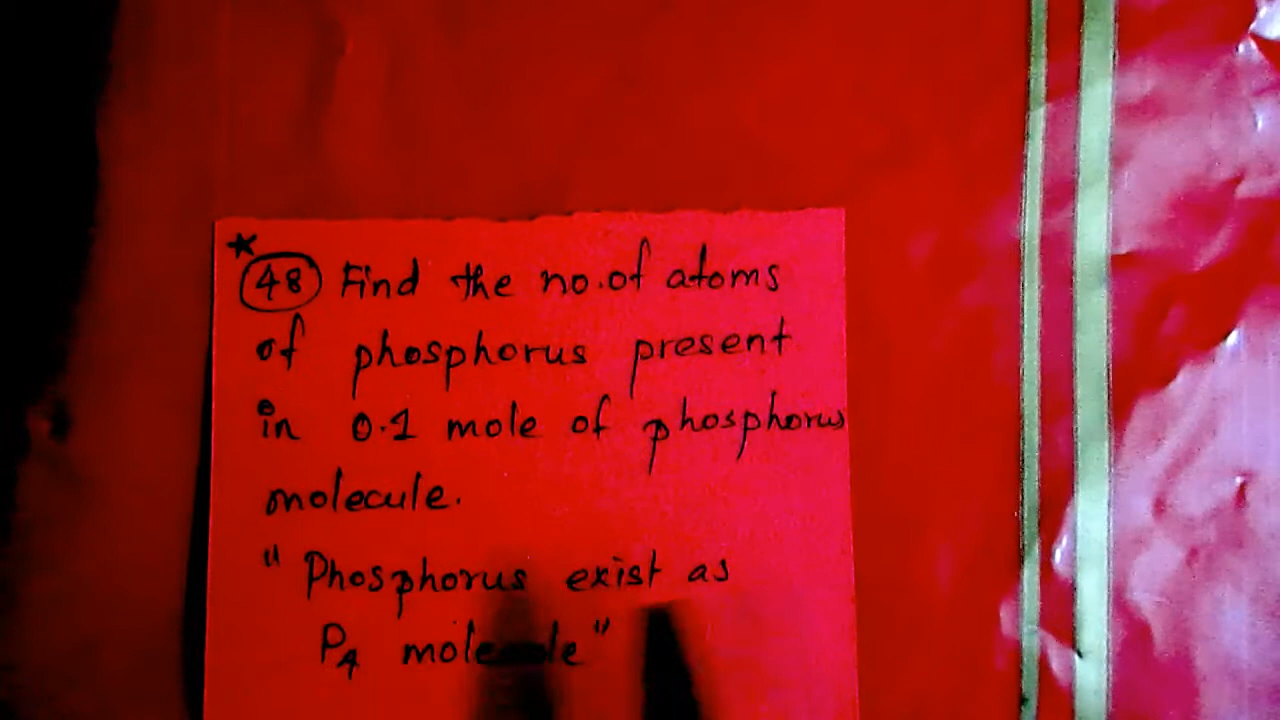 ★ 48 Find the no. of atoms
of phosphorus present
in 0.1 mole of phosphorus
molecule.
" Phosphorus exist as
P₄ molecule"